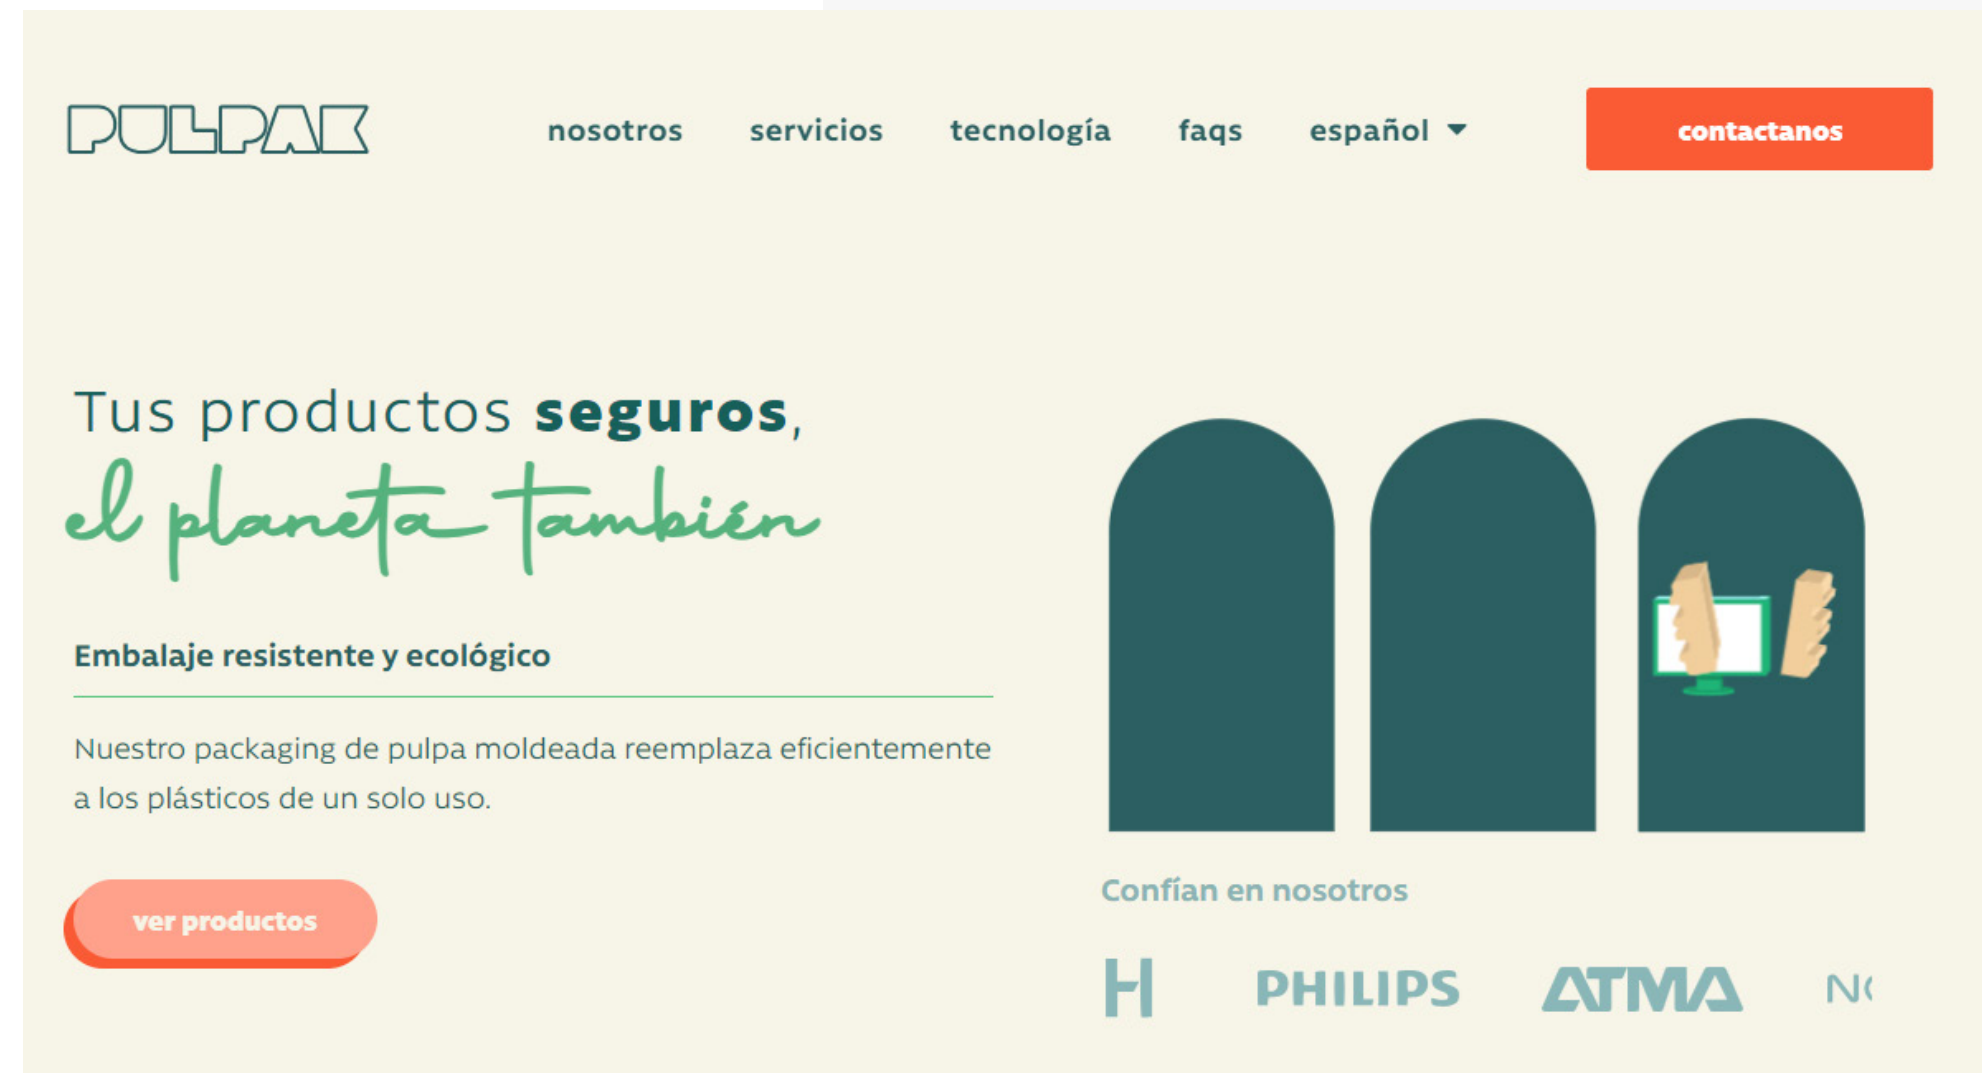 PULPAK
nosotros servicios tecnología faqs español contactanos
Tus productos seguros,
el planeta también
Embalaje resistente y ecológico
Nuestro packaging de pulpa moldeada reemplaza eficientemente
a los plásticos de un solo uso.
ver productos
Confían en nosotros
H PHILIPS ATMA